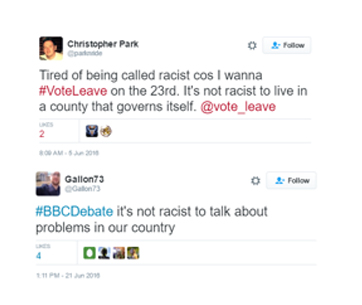 Christopher Park
@parknside
Follow
Tired of being called racist cos I wanna
#VoteLeave on the 23rd. It's not racist to live in
a county that governs itself. @vote_leave
LIKES
2
8:09 AM - 5 Jun 2016
Gallon73
@Gallon73
Follow
#BBCDebate it's not racist to talk about
problems in our country
LIKES
4
1:11 PM - 21 Jun 2016